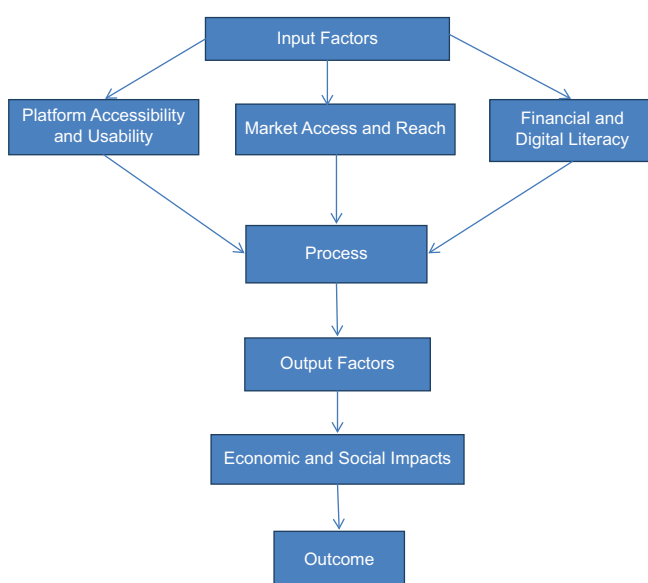 Input Factors
Platform Accessibility
and Usability
Market Access and Reach
Financial and
Digital Literacy
Process
Output Factors
Economic and Social Impacts
Outcome